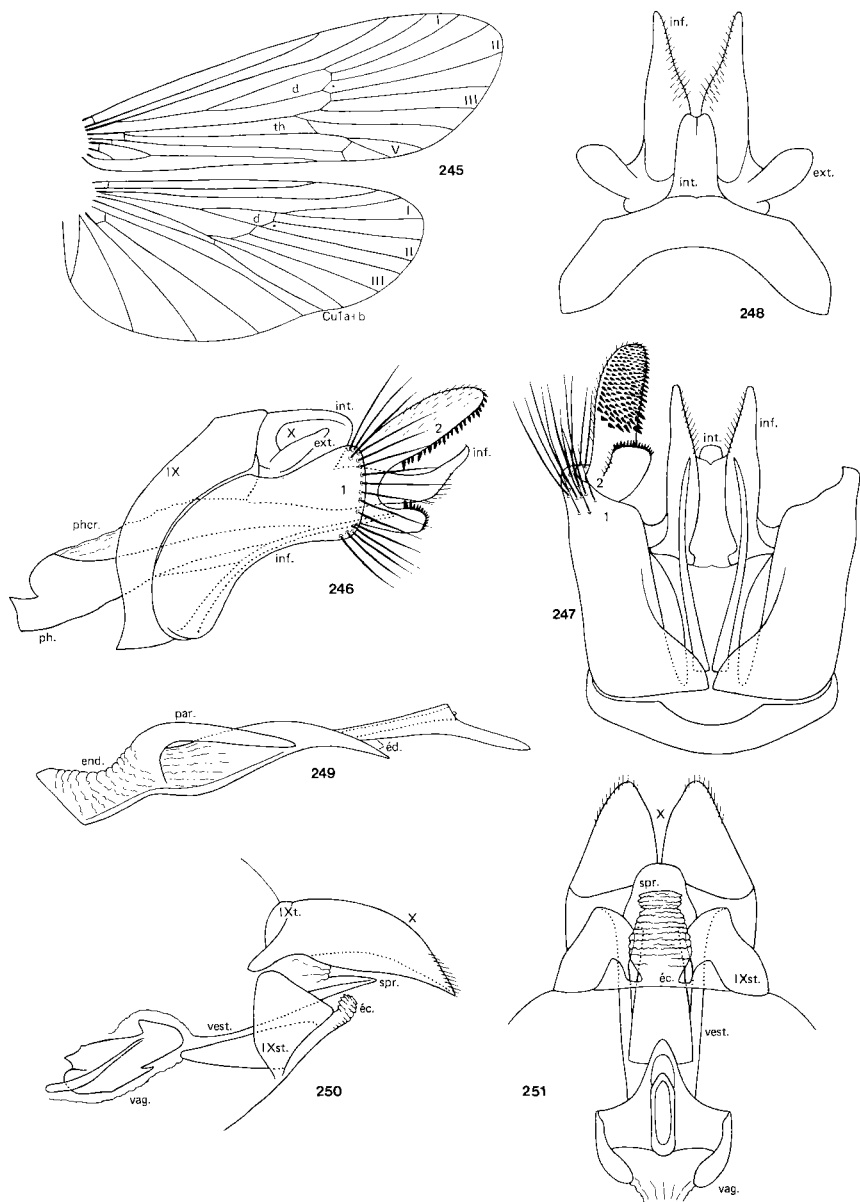 I
II
d
III
th
V
245
d
I
II
III
Cu1a+b
inf.
int.
ext.
248
int.
X
ext.
2
inf.
IX
1
phcr.
inf.
246
ph.
inf.
int.
2
1
247
par.
end.
éd.
249
X
IXt.
spr.
éc.
vest.
IXst.
vag.
250
X
spr.
éc.
IXst.
vest.
251
vag.